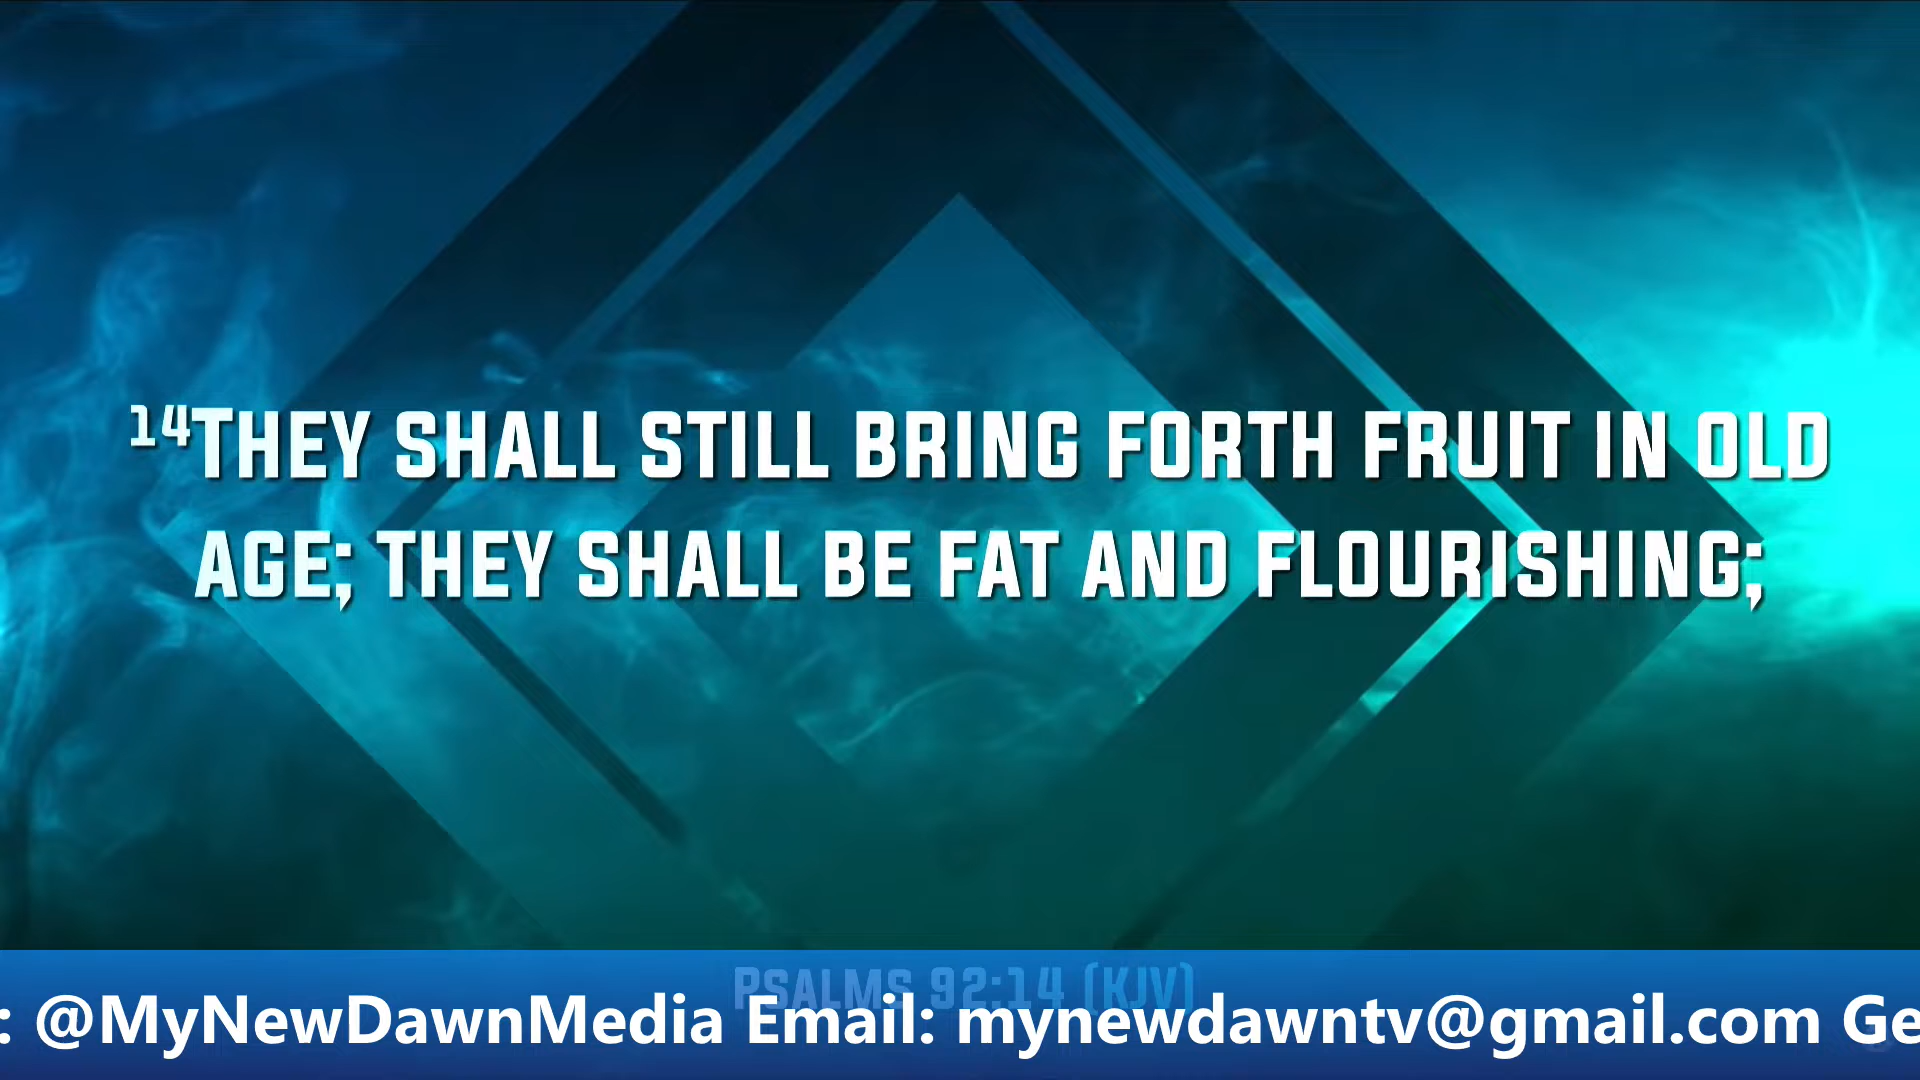 14THEY SHALL STILL BRING FORTH FRUIT IN OLD
AGE; THEY SHALL BE FAT AND FLOURISHING;
PSALMS 92:14 (KJV)
: @MyNewDawnMedia Email: mynewdawntv@gmail.com Ge